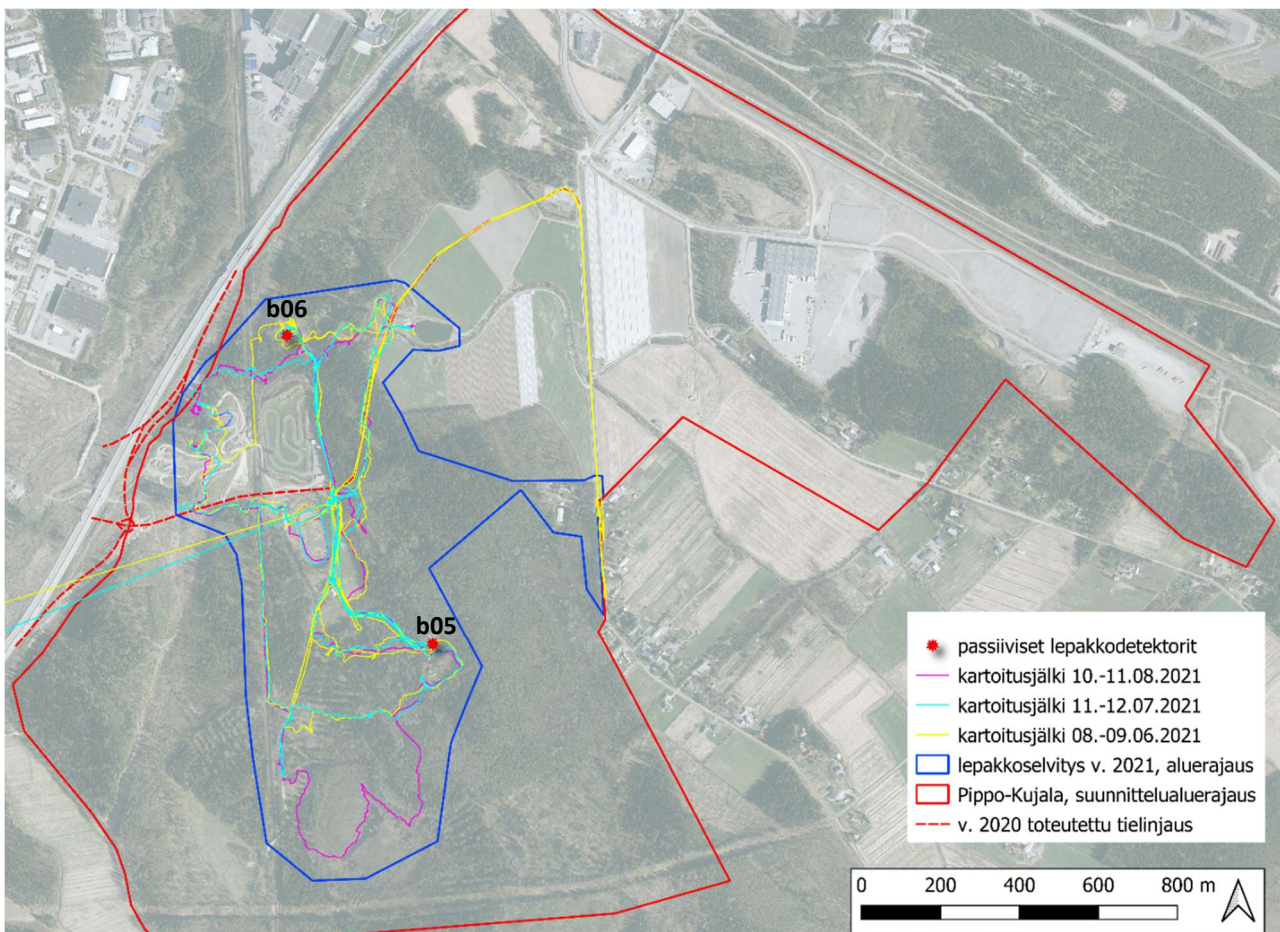 b06
b05
passiiviset lepakkodetektorit
kartoitusjälki 10.-11.08.2021
kartoitusjälki 11.-12.07.2021
kartoitusjälki 08.-09.06.2021
lepakkoselvitys v. 2021, aluerajaus
Pippo-Kujala, suunnittelualuerajaus
v. 2020 toteutettu tielinjaus
0 200 400 600 800 m